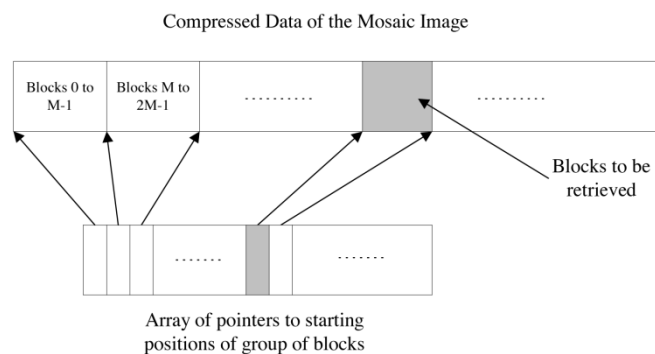 Compressed Data of the Mosaic Image
Blocks 0 to
M-1
Blocks M to
2M-1
..........
..........
Blocks to be
retrieved
.......
.......
Array of pointers to starting
positions of group of blocks